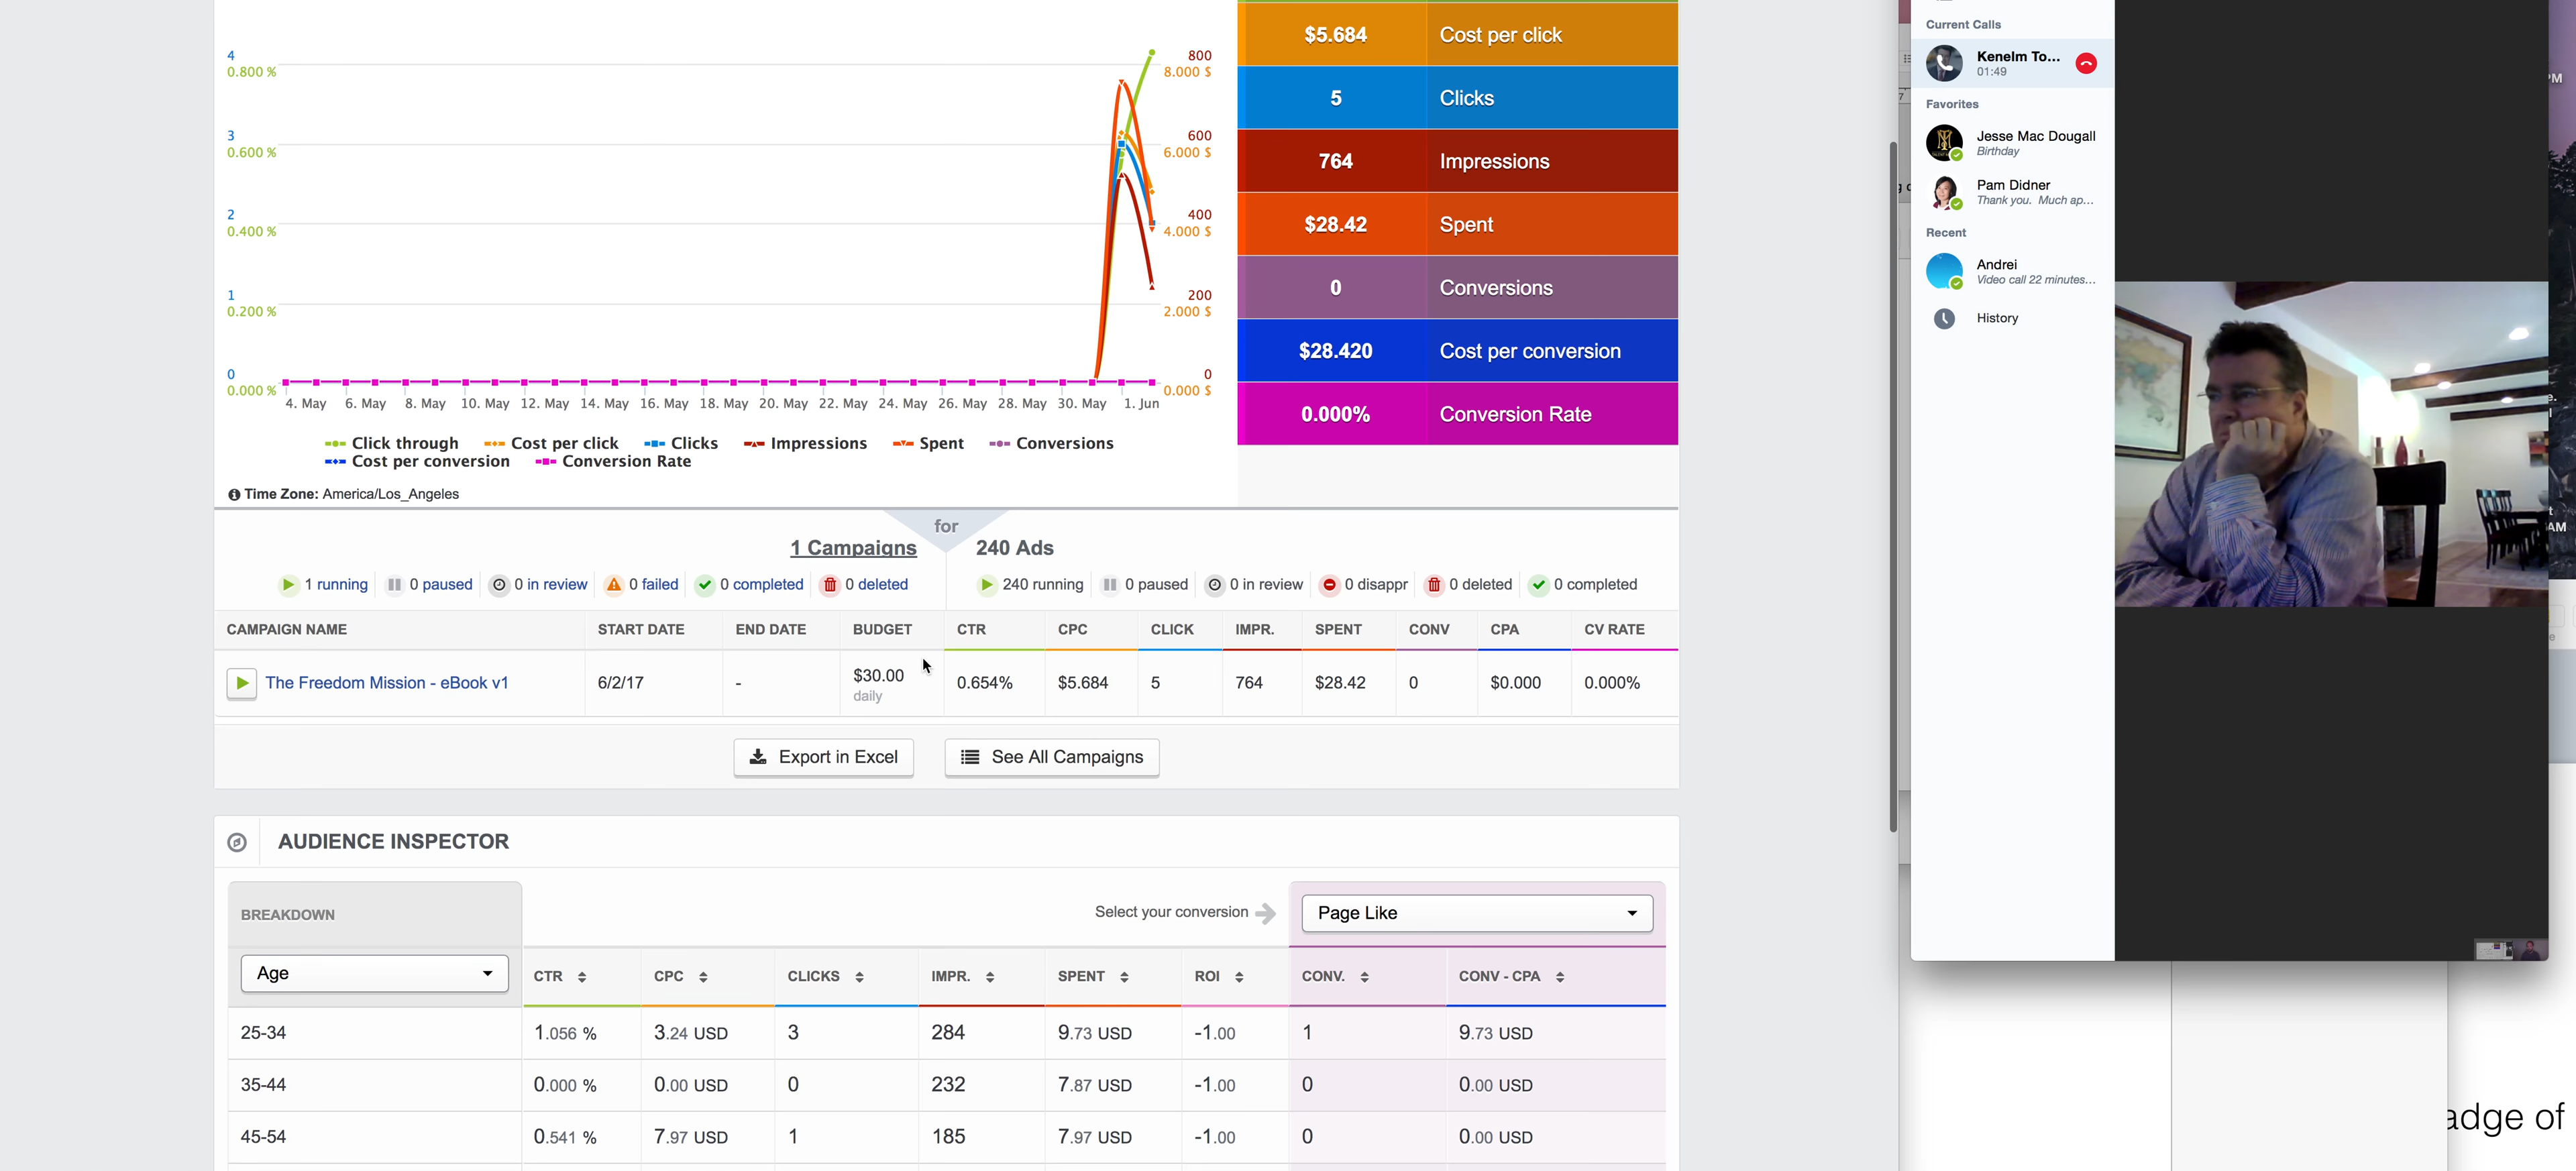 4
0.800 %
3
0.600 %
2
0.400 %
1
0.200 %
0
0.000 %
800
8.000 $
600
6.000 $
400
4.000 $
200
2.000 $
0
0.000 $
4. May 6. May 8. May 10. May 12. May 14. May 16. May 18. May 20. May 22. May 24. May 26. May 28. May 30. May 1. Jun
Click through Cost per click Clicks Impressions Spent Conversions
Cost per conversion Conversion Rate
Time Zone: America/Los_Angeles
$5.684 Cost per click
5 Clicks
764 Impressions
$28.42 Spent
0 Conversions
$28.420 Cost per conversion
0.000% Conversion Rate
for
1 Campaigns 240 Ads
1 running 0 paused 0 in review 0 failed 0 completed 0 deleted 240 running 0 paused 0 in review 0 disappr 0 deleted 0 completed
CAMPAIGN NAME START DATE END DATE BUDGET CTR CPC CLICK IMPR. SPENT CONV CPA CV RATE
The Freedom Mission - eBook v1 6/2/17 - $30.00 0.654% $5.684 5 764 $28.42 0 $0.000 0.000%
daily
Export in Excel See All Campaigns
AUDIENCE INSPECTOR
BREAKDOWN Select your conversion Page Like
Age CTR CPC CLICKS IMPR. SPENT ROI CONV. CONV - CPA
25-34 1.056 % 3.24 USD 3 284 9.73 USD -1.00 1 9.73 USD
35-44 0.000 % 0.00 USD 0 232 7.87 USD -1.00 0 0.00 USD
45-54 0.541 % 7.97 USD 1 185 7.97 USD -1.00 0 0.00 USD
Current Calls
Kenelm To...
01:49
Favorites
Jesse Mac Dougall
Birthday
Pam Didner
Thank you. Much ap...
Recent
Andrei
Video call 22 minutes...
History
PM
AM
adge of